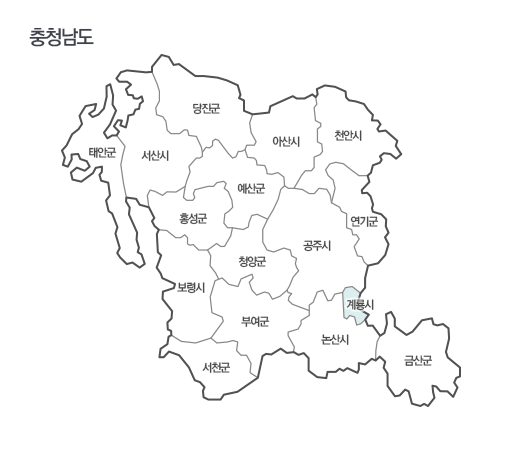 충청남도
당진군
천안시
아산시
태안군
서산시
예산군
홍성군
연기군
공주시
청양군
보령시
계룡시
부여군
논산시
금산군
서천군